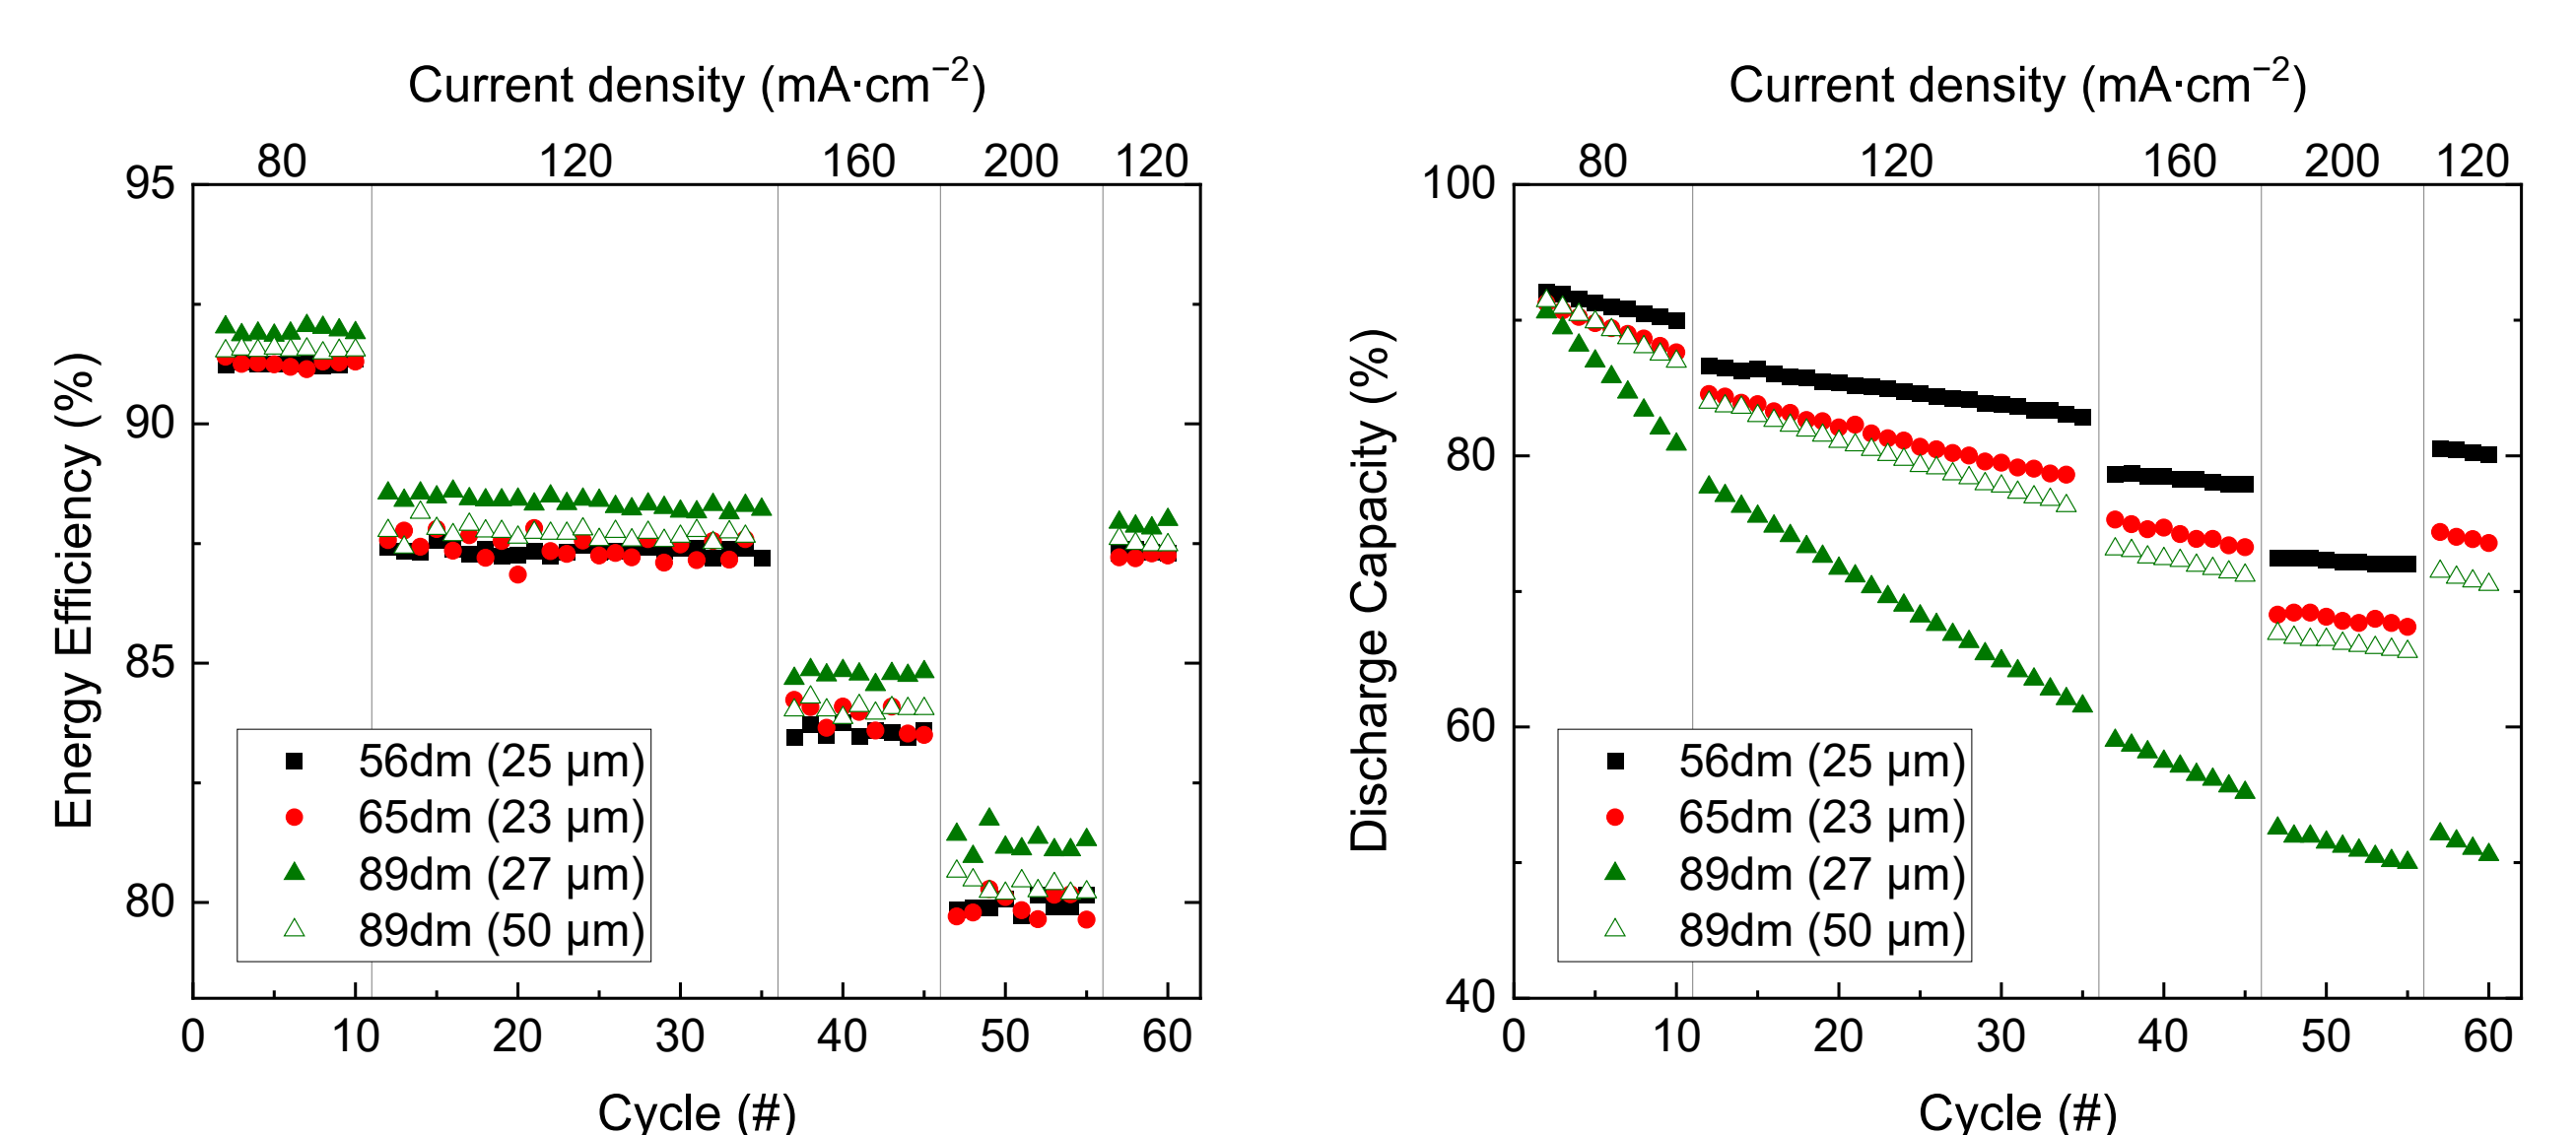 Current density (mA·cm⁻²)
80 120 160 200 120
95
90
85
80
Energy Efficiency (%)
56dm (25 µm)
65dm (23 µm)
89dm (27 µm)
89dm (50 µm)
0 10 20 30 40 50 60
Cycle (#)
Current density (mA·cm⁻²)
80 120 160 200 120
100
80
60
40
Discharge Capacity (%)
56dm (25 µm)
65dm (23 µm)
89dm (27 µm)
89dm (50 µm)
0 10 20 30 40 50 60
Cycle (#)